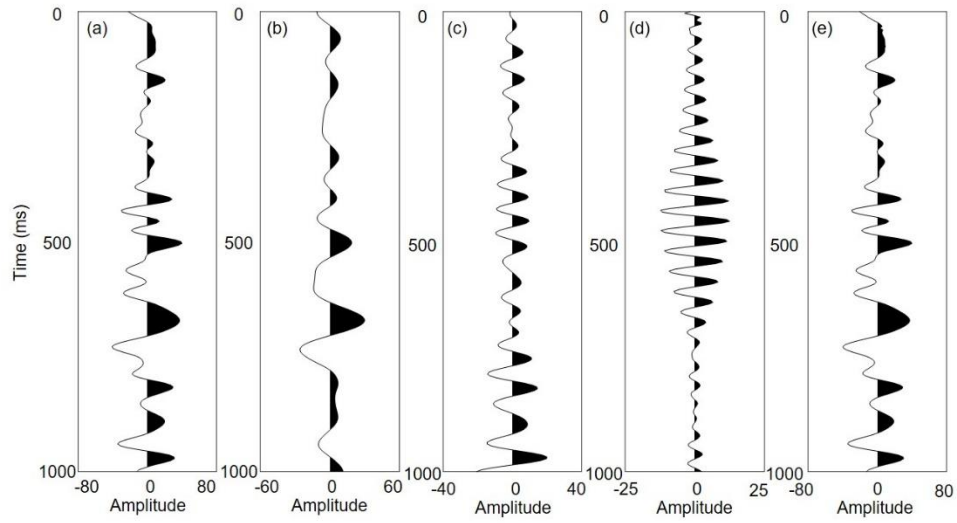 0 (a) 0 (b) 0 (c) 0 (d) 0 (e)
Time (ms)
500 500 500 500 500
1000 1000 1000 1000 1000
-80 0 80 -60 0 60 -40 0 40 -25 0 25 -80 0 80
Amplitude Amplitude Amplitude Amplitude Amplitude